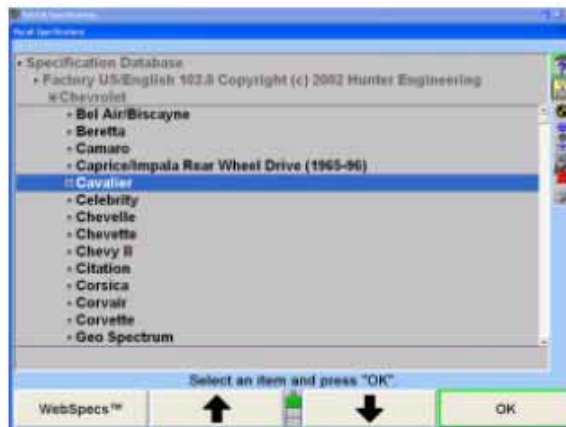 Specification Database
Factory US/English 102.0 Copyright (c) 2002 Hunter Engineering
Chevrolet
Bel Air/Biscayne
Beretta
Camaro
Caprice/Impala Rear Wheel Drive (1965-96)
Cavalier
Celebrity
Chevelle
Chevette
Chevy II
Citation
Corsica
Corvair
Corvette
Geo Spectrum
Select an item and press "OK".
WebSpecs™
OK